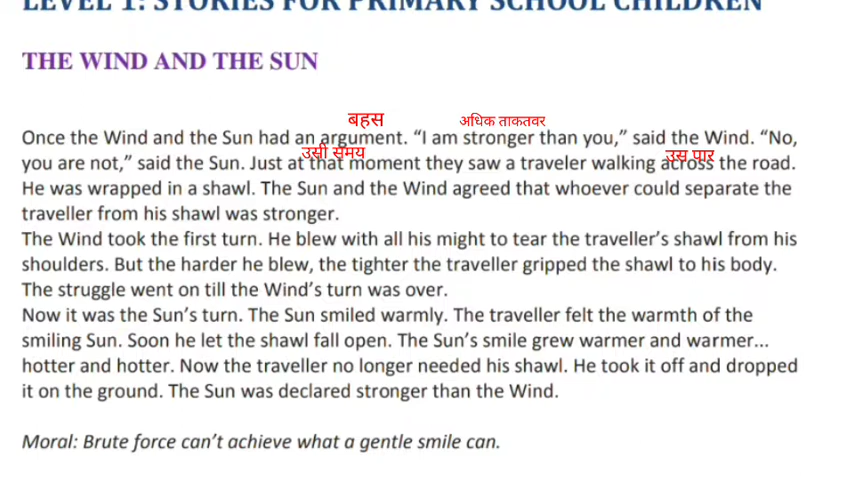 LEVEL 1: STORIES FOR PRIMARY SCHOOL CHILDREN
THE WIND AND THE SUN
बहस
अधिक ताकतवर
Once the Wind and the Sun had an argument. “I am stronger than you,” said the Wind. “No,
उसी समय
उस पार
you are not,” said the Sun. Just at that moment they saw a traveler walking across the road.
He was wrapped in a shawl. The Sun and the Wind agreed that whoever could separate the
traveller from his shawl was stronger.
The Wind took the first turn. He blew with all his might to tear the traveller’s shawl from his
shoulders. But the harder he blew, the tighter the traveller gripped the shawl to his body.
The struggle went on till the Wind’s turn was over.
Now it was the Sun’s turn. The Sun smiled warmly. The traveller felt the warmth of the
smiling Sun. Soon he let the shawl fall open. The Sun’s smile grew warmer and warmer...
hotter and hotter. Now the traveller no longer needed his shawl. He took it off and dropped
it on the ground. The Sun was declared stronger than the Wind.
Moral: Brute force can’t achieve what a gentle smile can.